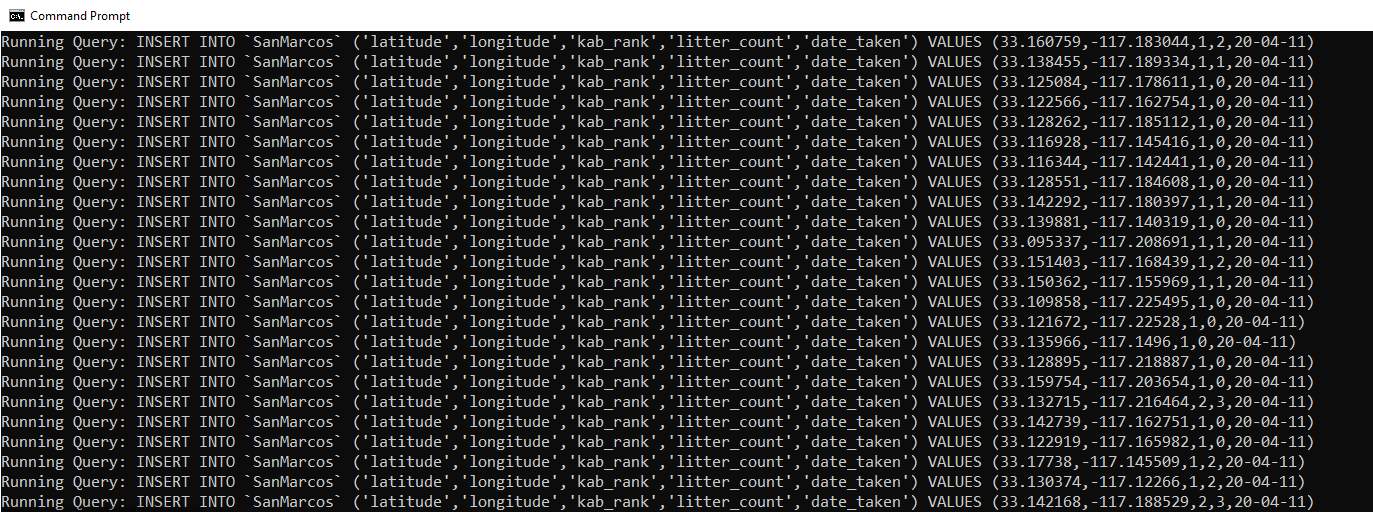 Command Prompt
Running Query: INSERT INTO `SanMarcos` ('latitude','longitude','kab_rank','litter_count','date_taken') VALUES (33.160759,-117.183044,1,2,20-04-11)
Running Query: INSERT INTO `SanMarcos` ('latitude','longitude','kab_rank','litter_count','date_taken') VALUES (33.138455,-117.189334,1,1,20-04-11)
Running Query: INSERT INTO `SanMarcos` ('latitude','longitude','kab_rank','litter_count','date_taken') VALUES (33.125084,-117.178611,1,0,20-04-11)
Running Query: INSERT INTO `SanMarcos` ('latitude','longitude','kab_rank','litter_count','date_taken') VALUES (33.122566,-117.162754,1,0,20-04-11)
Running Query: INSERT INTO `SanMarcos` ('latitude','longitude','kab_rank','litter_count','date_taken') VALUES (33.128262,-117.185112,1,0,20-04-11)
Running Query: INSERT INTO `SanMarcos` ('latitude','longitude','kab_rank','litter_count','date_taken') VALUES (33.116928,-117.145416,1,0,20-04-11)
Running Query: INSERT INTO `SanMarcos` ('latitude','longitude','kab_rank','litter_count','date_taken') VALUES (33.116344,-117.142441,1,0,20-04-11)
Running Query: INSERT INTO `SanMarcos` ('latitude','longitude','kab_rank','litter_count','date_taken') VALUES (33.128551,-117.184608,1,0,20-04-11)
Running Query: INSERT INTO `SanMarcos` ('latitude','longitude','kab_rank','litter_count','date_taken') VALUES (33.142292,-117.180397,1,1,20-04-11)
Running Query: INSERT INTO `SanMarcos` ('latitude','longitude','kab_rank','litter_count','date_taken') VALUES (33.139881,-117.140319,1,0,20-04-11)
Running Query: INSERT INTO `SanMarcos` ('latitude','longitude','kab_rank','litter_count','date_taken') VALUES (33.095337,-117.208691,1,1,20-04-11)
Running Query: INSERT INTO `SanMarcos` ('latitude','longitude','kab_rank','litter_count','date_taken') VALUES (33.151403,-117.168439,1,2,20-04-11)
Running Query: INSERT INTO `SanMarcos` ('latitude','longitude','kab_rank','litter_count','date_taken') VALUES (33.150362,-117.155969,1,1,20-04-11)
Running Query: INSERT INTO `SanMarcos` ('latitude','longitude','kab_rank','litter_count','date_taken') VALUES (33.109858,-117.225495,1,0,20-04-11)
Running Query: INSERT INTO `SanMarcos` ('latitude','longitude','kab_rank','litter_count','date_taken') VALUES (33.121672,-117.22528,1,0,20-04-11)
Running Query: INSERT INTO `SanMarcos` ('latitude','longitude','kab_rank','litter_count','date_taken') VALUES (33.135966,-117.1496,1,0,20-04-11)
Running Query: INSERT INTO `SanMarcos` ('latitude','longitude','kab_rank','litter_count','date_taken') VALUES (33.128895,-117.218887,1,0,20-04-11)
Running Query: INSERT INTO `SanMarcos` ('latitude','longitude','kab_rank','litter_count','date_taken') VALUES (33.159754,-117.203654,1,0,20-04-11)
Running Query: INSERT INTO `SanMarcos` ('latitude','longitude','kab_rank','litter_count','date_taken') VALUES (33.132715,-117.216464,2,3,20-04-11)
Running Query: INSERT INTO `SanMarcos` ('latitude','longitude','kab_rank','litter_count','date_taken') VALUES (33.142739,-117.162751,1,0,20-04-11)
Running Query: INSERT INTO `SanMarcos` ('latitude','longitude','kab_rank','litter_count','date_taken') VALUES (33.122919,-117.165982,1,0,20-04-11)
Running Query: INSERT INTO `SanMarcos` ('latitude','longitude','kab_rank','litter_count','date_taken') VALUES (33.17738,-117.145509,1,2,20-04-11)
Running Query: INSERT INTO `SanMarcos` ('latitude','longitude','kab_rank','litter_count','date_taken') VALUES (33.130374,-117.12266,1,2,20-04-11)
Running Query: INSERT INTO `SanMarcos` ('latitude','longitude','kab_rank','litter_count','date_taken') VALUES (33.142168,-117.188529,2,3,20-04-11)